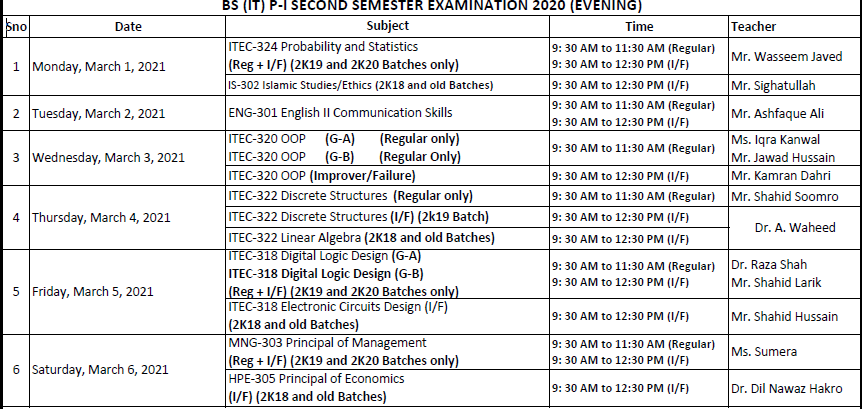 BS (IT) P-I SECOND SEMESTER EXAMINATION 2020 (EVENING)
Sno Date Subject Time Teacher
1 Monday, March 1, 2021
ITEC-324 Probability and Statistics
(Reg + I/F) (2K19 and 2K20 Batches only)
9: 30 AM to 11:30 AM (Regular)
9: 30 AM to 12:30 PM (I/F)
Mr. Wasseem Javed
IS-302 Islamic Studies/Ethics (2K18 and old Batches) 9: 30 AM to 12:30 PM (I/F) Mr. Sighatullah
2 Tuesday, March 2, 2021 ENG-301 English II Communication Skills
9: 30 AM to 11:30 AM (Regular)
9: 30 AM to 12:30 PM (I/F)
Mr. Ashfaque Ali
3 Wednesday, March 3, 2021
ITEC-320 OOP (G-A) (Regular only)
ITEC-320 OOP (G-B) (Regular Only)
9: 30 AM to 11:30 AM (Regular)
Ms. Iqra Kanwal
Mr. Jawad Hussain
ITEC-320 OOP (Improver/Failure) 9: 30 AM to 12:30 PM (I/F) Mr. Kamran Dahri
4 Thursday, March 4, 2021
ITEC-322 Discrete Structures (Regular only) 9: 30 AM to 11:30 AM (Regular) Mr. Shahid Soomro
ITEC-322 Discrete Structures (I/F) (2k19 Batch) 9: 30 AM to 12:30 PM (I/F)
ITEC-322 Linear Algebra (2K18 and old Batches) 9: 30 AM to 12:30 PM (I/F)
Dr. A. Waheed
5 Friday, March 5, 2021
ITEC-318 Digital Logic Design (G-A)
ITEC-318 Digital Logic Design (G-B)
(Reg + I/F) (2K19 and 2K20 Batches only)
9: 30 AM to 11:30 AM (Regular)
9: 30 AM to 12:30 PM (I/F)
Dr. Raza Shah
Mr. Shahid Larik
ITEC-318 Electronic Circuits Design (I/F)
(2K18 and old Batches)
9: 30 AM to 12:30 PM (I/F)
Mr. Shahid Hussain
6 Saturday, March 6, 2021
MNG-303 Principal of Management
(Reg + I/F) (2K19 and 2K20 Batches only)
9: 30 AM to 11:30 AM (Regular)
9: 30 AM to 12:30 PM (I/F)
Ms. Sumera
HPE-305 Principal of Economics
(I/F) (2K18 and old Batches)
9: 30 AM to 12:30 PM (I/F)
Dr. Dil Nawaz Hakro